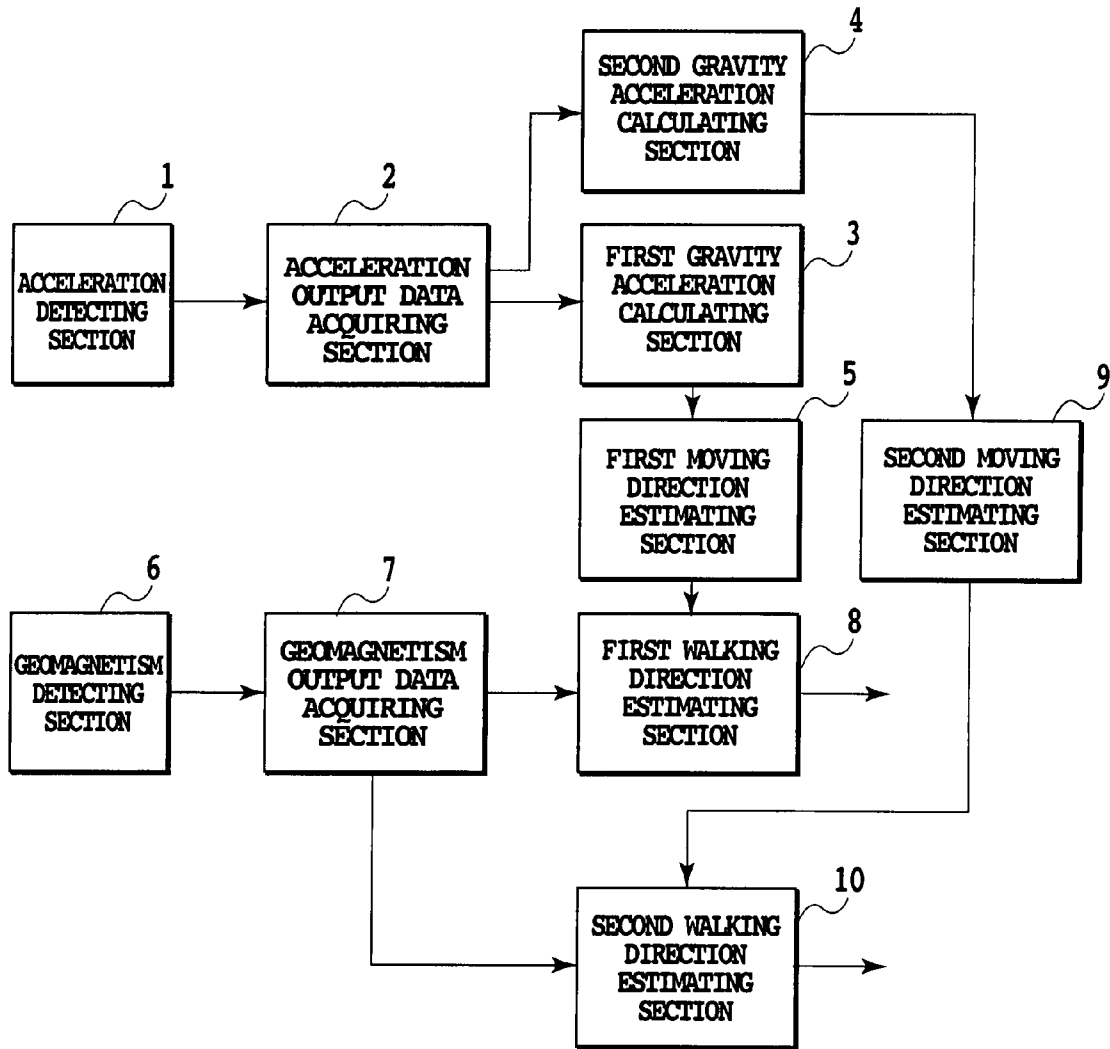 4
SECOND GRAVITY
ACCELERATION
CALCULATING
SECTION
1
ACCELERATION
DETECTING
SECTION
2
ACCELERATION
OUTPUT DATA
ACQUIRING
SECTION
3
FIRST GRAVITY
ACCELERATION
CALCULATING
SECTION
5
FIRST MOVING
DIRECTION
ESTIMATING
SECTION
9
SECOND MOVING
DIRECTION
ESTIMATING
SECTION
6
GEOMAGNETISM
DETECTING
SECTION
7
GEOMAGNETISM
OUTPUT DATA
ACQUIRING
SECTION
8
FIRST WALKING
DIRECTION
ESTIMATING
SECTION
10
SECOND WALKING
DIRECTION
ESTIMATING
SECTION